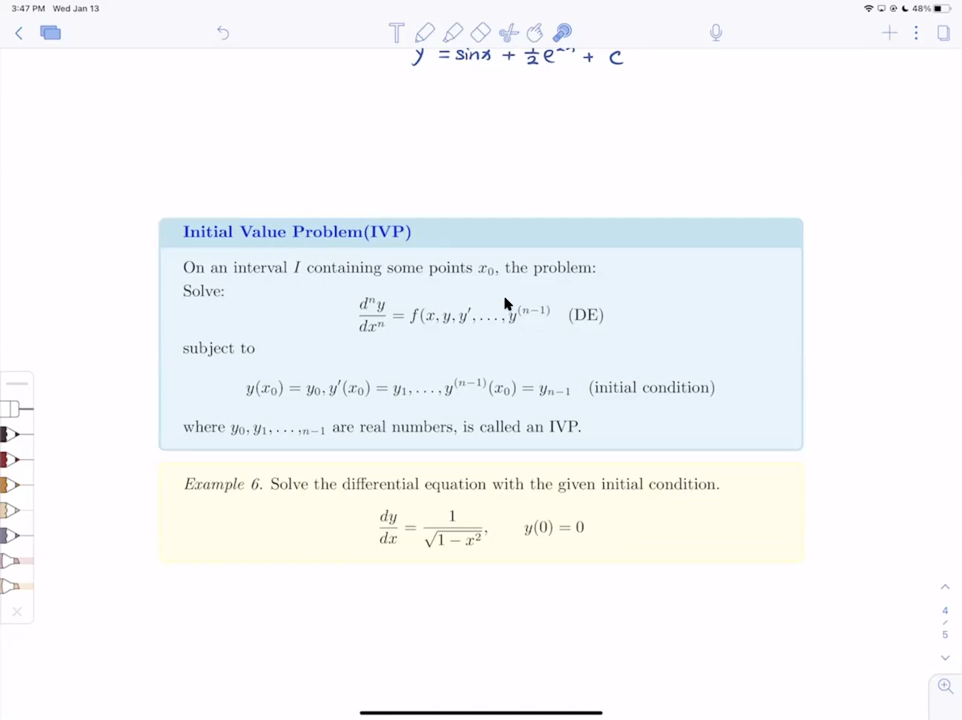 3:47 PM Wed Jan 13
48%
y = sinx + 1/2 e + c
Initial Value Problem(IVP)
On an interval I containing some points x₀, the problem:
Solve:
dⁿy/dxⁿ = f(x, y, y′, . . . , y⁽ⁿ⁻¹⁾) (DE)
subject to
y(x₀) = y₀, y′(x₀) = y₁, . . . , y⁽ⁿ⁻¹⁾(x₀) = yₙ₋₁ (initial condition)
where y₀, y₁, . . . ,ₙ₋₁ are real numbers, is called an IVP.
Example 6. Solve the differential equation with the given initial condition.
dy/dx = 1/√(1 − x²), y(0) = 0
4
/
5